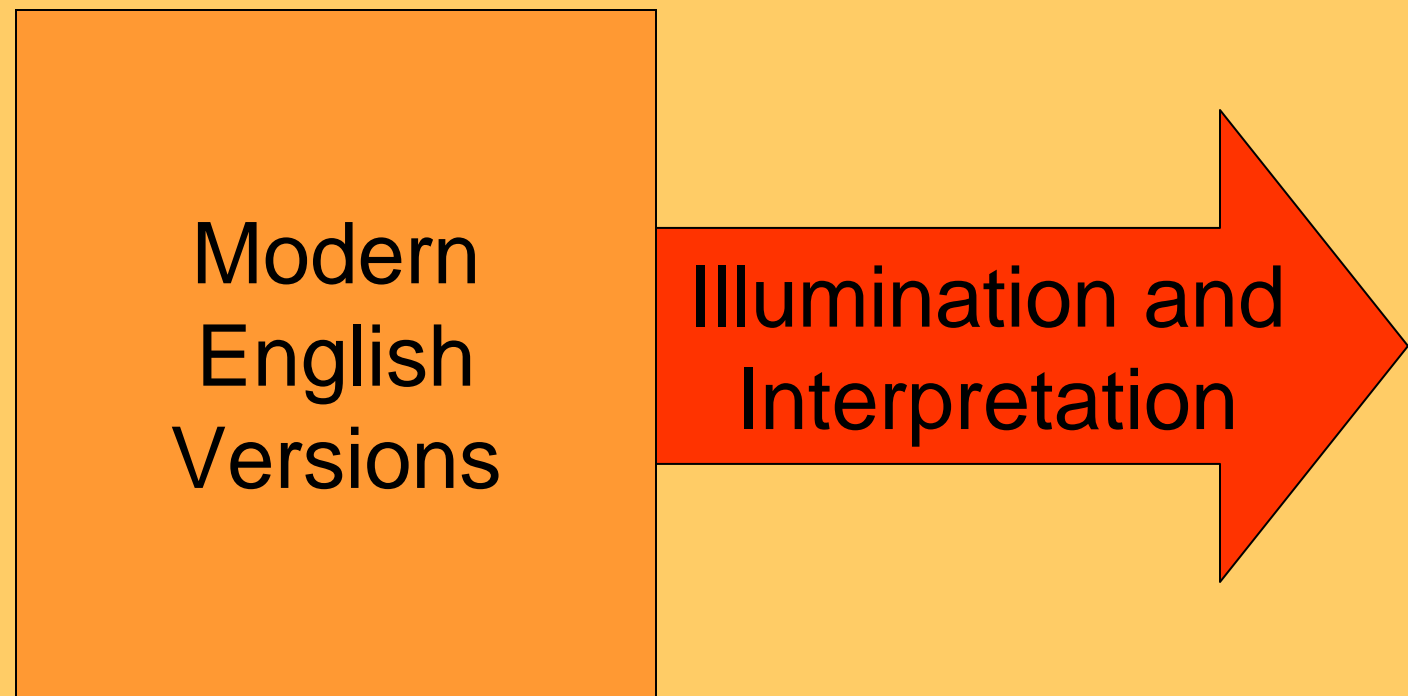 Modern
English
Versions
Illumination and
Interpretation